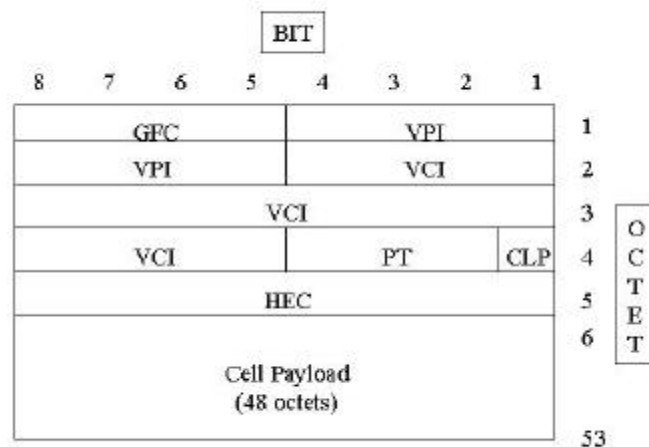 BIT
8 7 6 5 4 3 2 1
GFC VPI 1
VPI VCI 2
VCI 3
VCI PT CLP 4
HEC 5
6
Cell Payload
(48 octets)
53
O
C
T
E
T